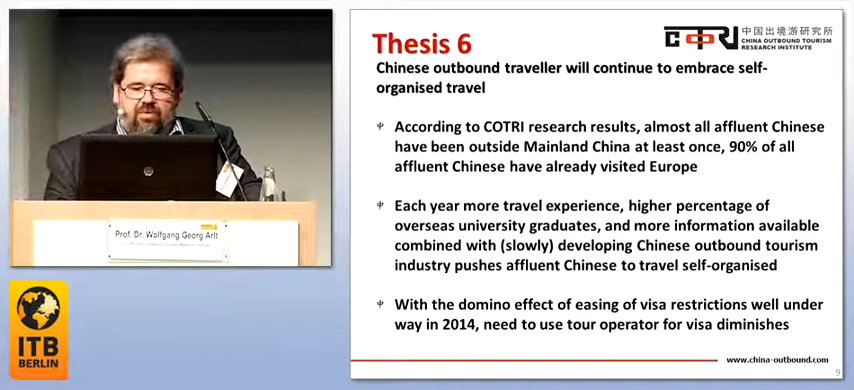 Prof. Dr. Wolfgang Georg Arlt
ITB
BERLIN
Thesis 6
COTRI
中国出境游研究所
CHINA OUTBOUND TOURISM
RESEARCH INSTITUTE
Chinese outbound traveller will continue to embrace self-
organised travel
According to COTRI research results, almost all affluent Chinese
have been outside Mainland China at least once, 90% of all
affluent Chinese have already visited Europe
Each year more travel experience, higher percentage of
overseas university graduates, and more information available
combined with (slowly) developing Chinese outbound tourism
industry pushes affluent Chinese to travel self-organised
With the domino effect of easing of visa restrictions well under
way in 2014, need to use tour operator for visa diminishes
www.china-outbound.com
9